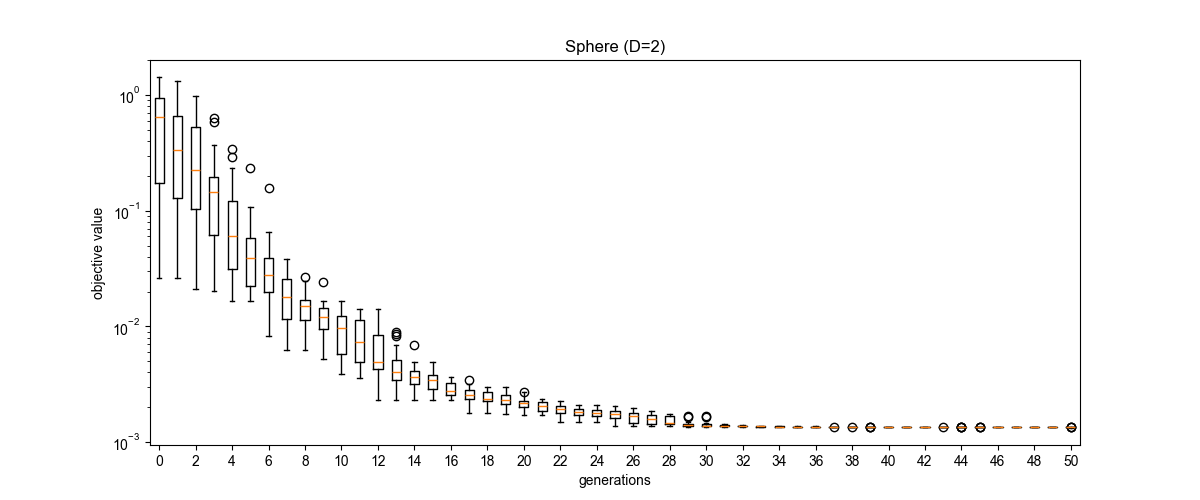 Sphere (D=2)
objective value
10⁰
10⁻¹
10⁻²
10⁻³
0 2 4 6 8 10 12 14 16 18 20 22 24 26 28 30 32 34 36 38 40 42 44 46 48 50
generations